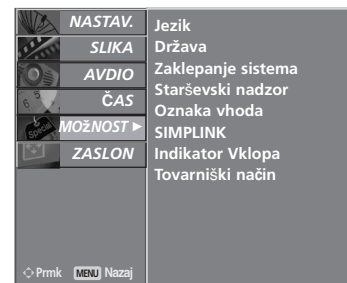 NASTAV.
SLIKA
AVDIO
ČAS
MOŽNOST ►
ZASLON
Jezik
Država
Zaklepanje sistema
Starševski nadzor
Oznaka vhoda
SIMPLINK
Indikator Vklopa
Tovarniški način
Prmk MENU Nazaj